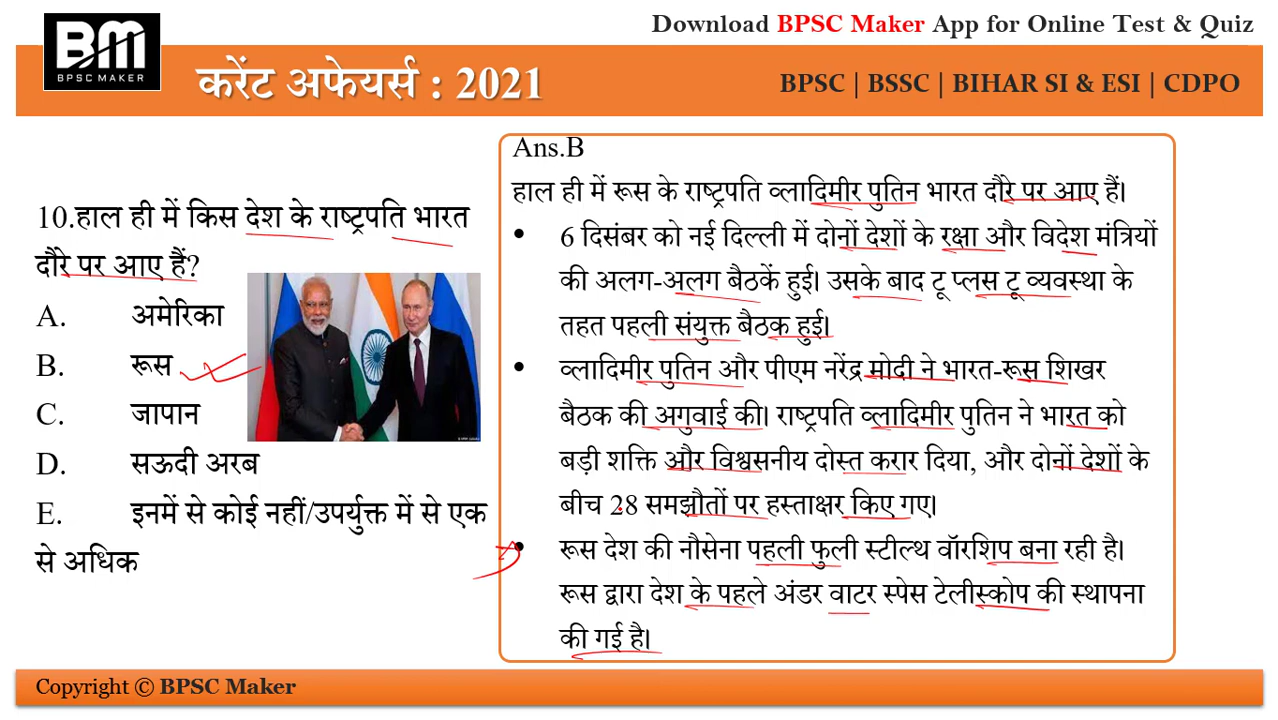 Download BPSC Maker App for Online Test & Quiz
BM
BPSC MAKER
करेंट अफेयर्स : 2021
BPSC | BSSC | BIHAR SI & ESI | CDPO
10.हाल ही में किस देश के राष्ट्रपति भारत
दौरे पर आए हैं?
A. अमेरिका
B. रूस
C. जापान
D. सऊदी अरब
E. इनमें से कोई नहीं/उपर्युक्त में से एक
से अधिक
Ans.B
हाल ही में रूस के राष्ट्रपति व्लादिमीर पुतिन भारत दौरे पर आए हैं।
• 6 दिसंबर को नई दिल्ली में दोनों देशों के रक्षा और विदेश मंत्रियों
की अलग-अलग बैठकें हुई। उसके बाद टू प्लस टू व्यवस्था के
तहत पहली संयुक्त बैठक हुई।
• व्लादिमीर पुतिन और पीएम नरेंद्र मोदी ने भारत-रूस शिखर
बैठक की अगुवाई की। राष्ट्रपति व्लादिमीर पुतिन ने भारत को
बड़ी शक्ति और विश्वसनीय दोस्त करार दिया, और दोनों देशों के
बीच 28 समझौतों पर हस्ताक्षर किए गए।
• रूस देश की नौसेना पहली फुली स्टील्थ वॉरशिप बना रही है।
रूस द्वारा देश के पहले अंडर वाटर स्पेस टेलीस्कोप की स्थापना
की गई है।
Copyright © BPSC Maker